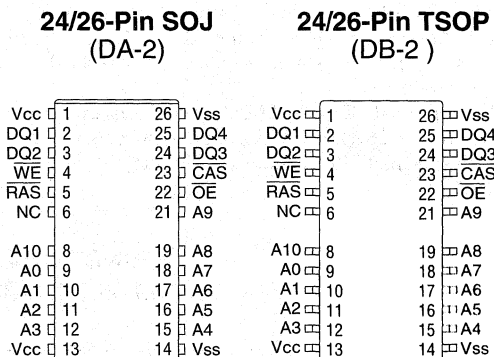 24/26-Pin SOJ 24/26-Pin TSOP
(DA-2) (DB-2 )
Vcc 1 26 Vss Vcc 1 26 Vss
DQ1 2 25 DQ4 DQ1 2 25 DQ4
DQ2 3 24 DQ3 DQ2 3 24 DQ3
WE 4 23 CAS WE 4 23 CAS
RAS 5 22 OE RAS 5 22 OE
NC 6 21 A9 NC 6 21 A9
A10 8 19 A8 A10 8 19 A8
A0 9 18 A7 A0 9 18 A7
A1 10 17 A6 A1 10 17 A6
A2 11 16 A5 A2 11 16 A5
A3 12 15 A4 A3 12 15 A4
Vcc 13 14 Vss Vcc 13 14 Vss